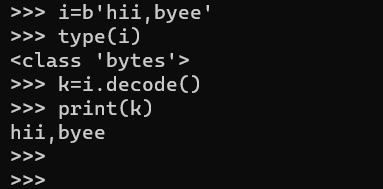 >>> i=b'hii,byee'
>>> type(i)
<class 'bytes'>
>>> k=i.decode()
>>> print(k)
hii,byee
>>>
>>>